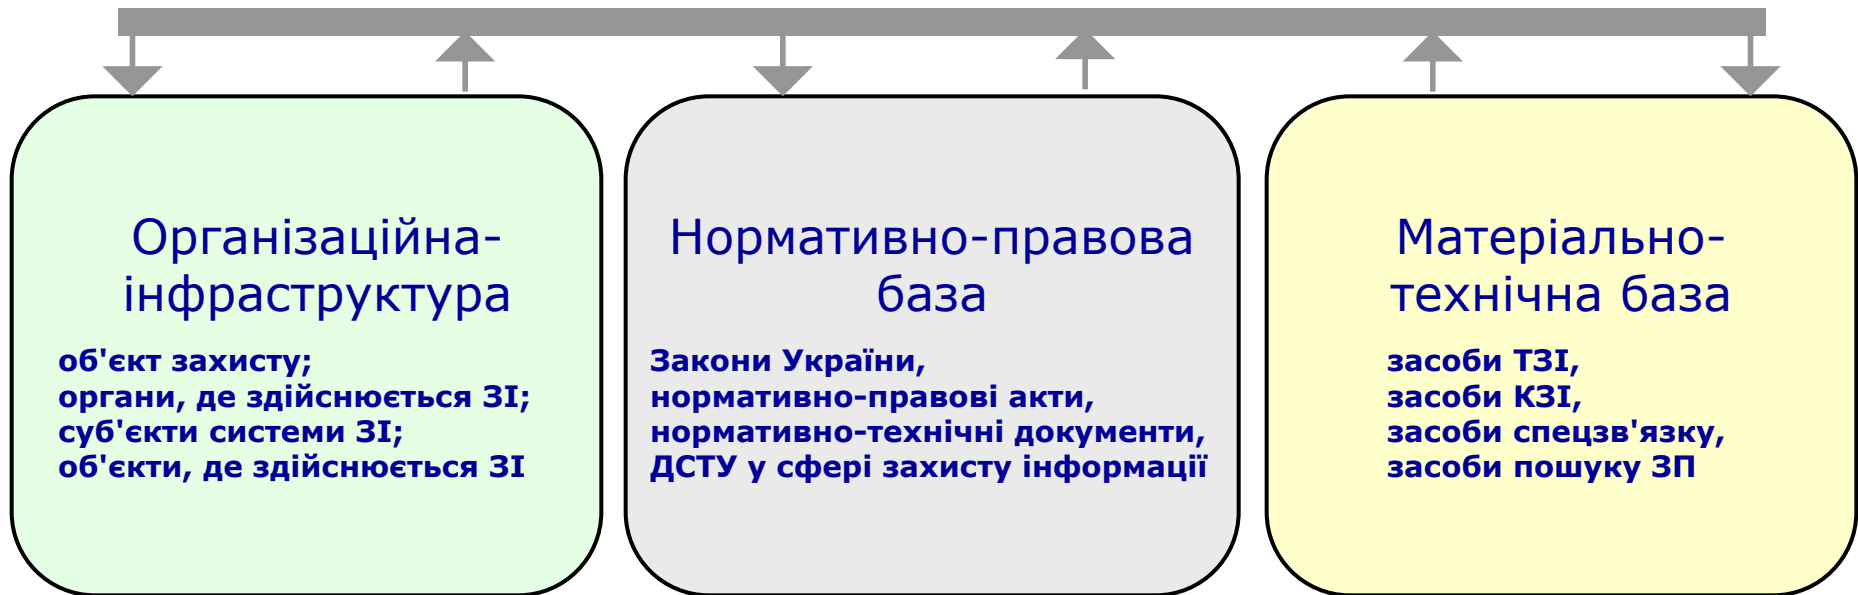 Організаційна-
інфраструктура
об'єкт захисту;
органи, де здійснюється ЗІ;
суб'єкти системи ЗІ;
об'єкти, де здійснюється ЗІ
Нормативно-правова
база
Закони України,
нормативно-правові акти,
нормативно-технічні документи,
ДСТУ у сфері захисту інформації
Матеріально-
технічна база
засоби ТЗІ,
засоби КЗІ,
засоби спецзв'язку,
засоби пошуку ЗП